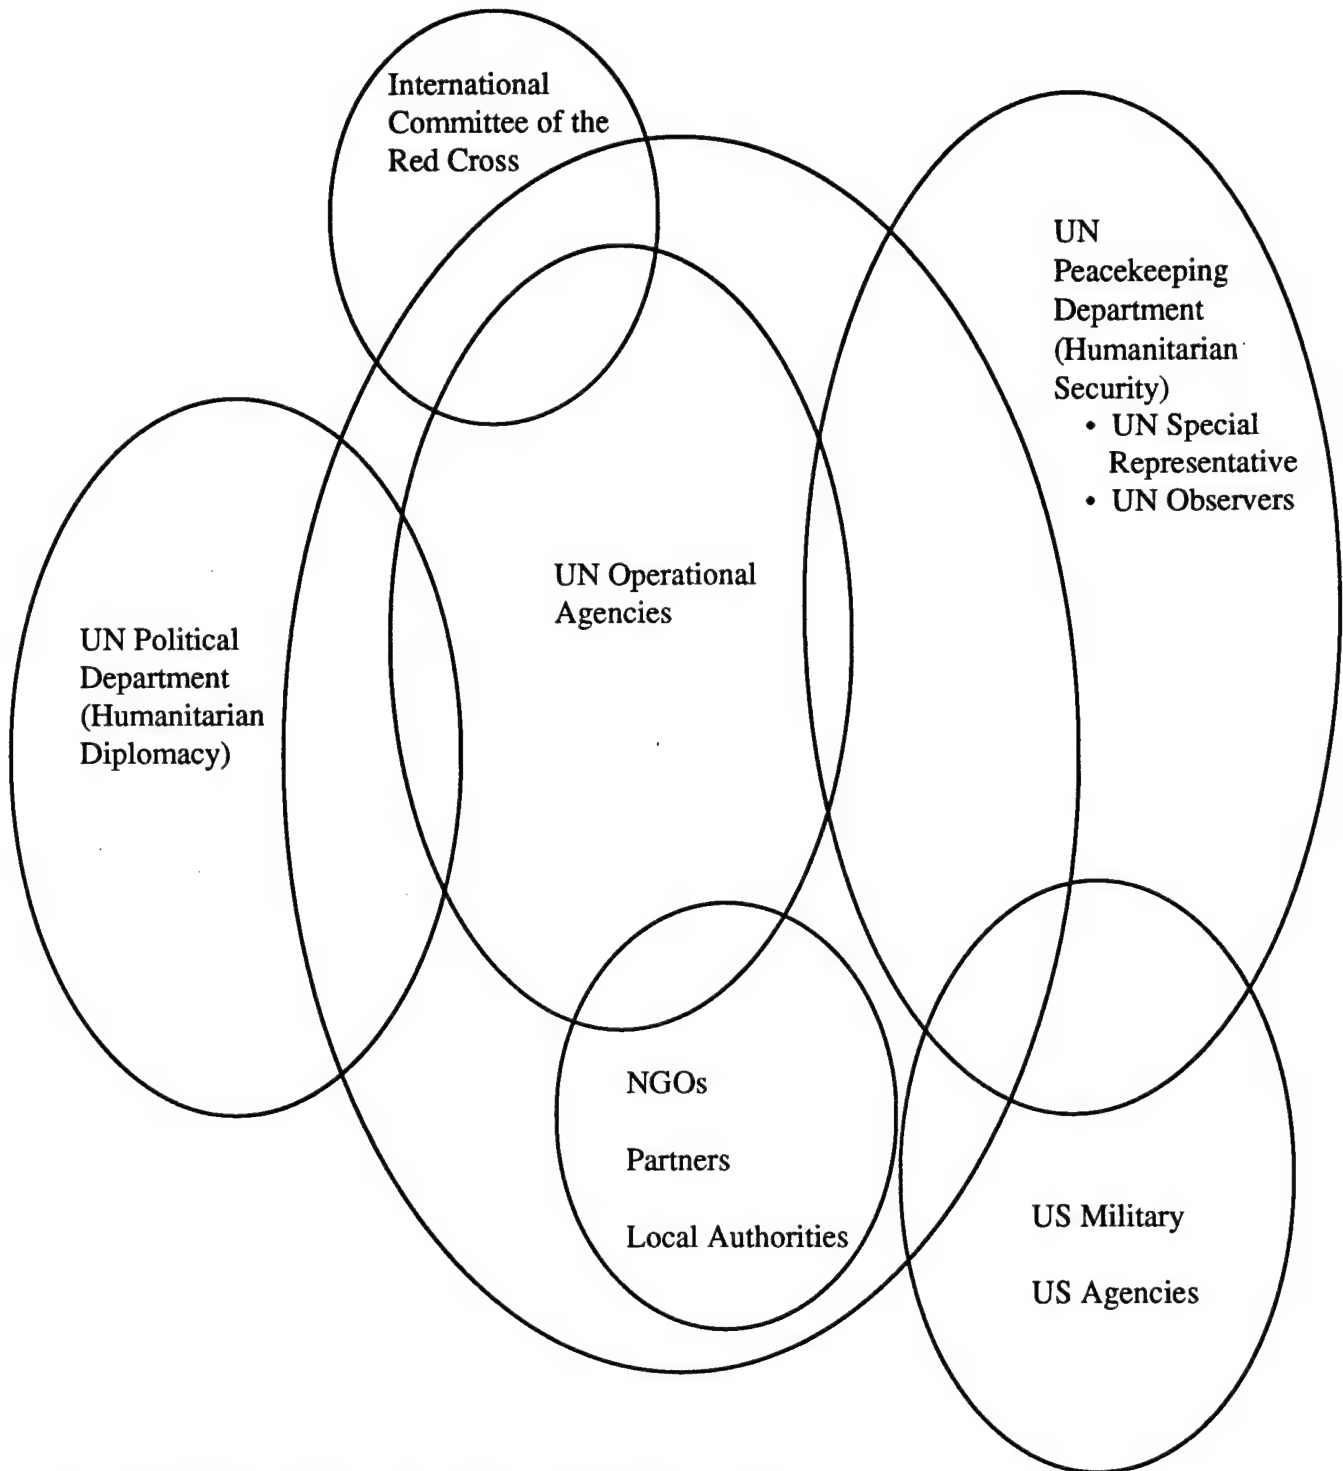 International
Committee of the
Red Cross
UN
Peacekeeping
Department
(Humanitarian
Security)
• UN Special
Representative
• UN Observers
UN Operational
Agencies
UN Political
Department
(Humanitarian
Diplomacy)
NGOs
Partners
Local Authorities
US Military
US Agencies